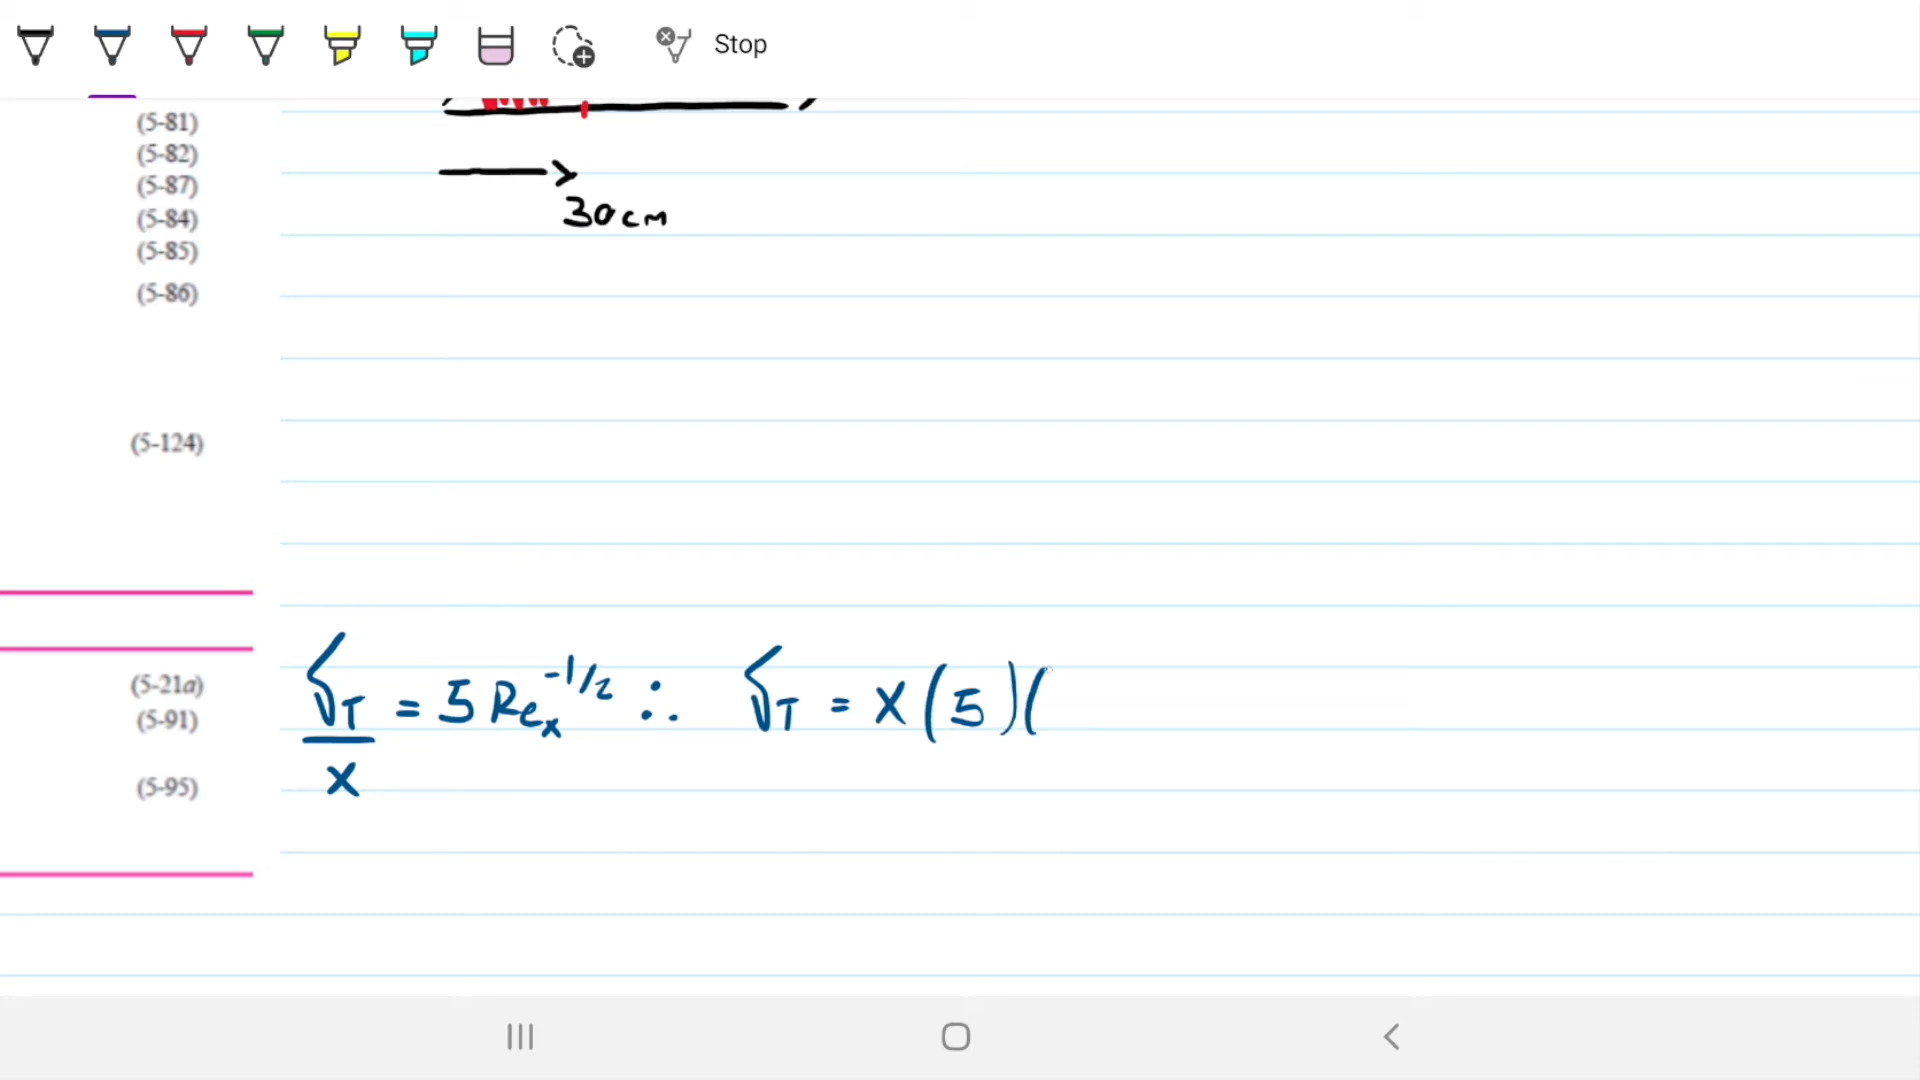 Stop
(5-81)
(5-82)
(5-87)
(5-84)
(5-85)
(5-86)
30cm
(5-124)
(5-21a)
(5-91)
(5-95)
δT/x = 5 Rex^-1/2 ∴ δT = x(5)(